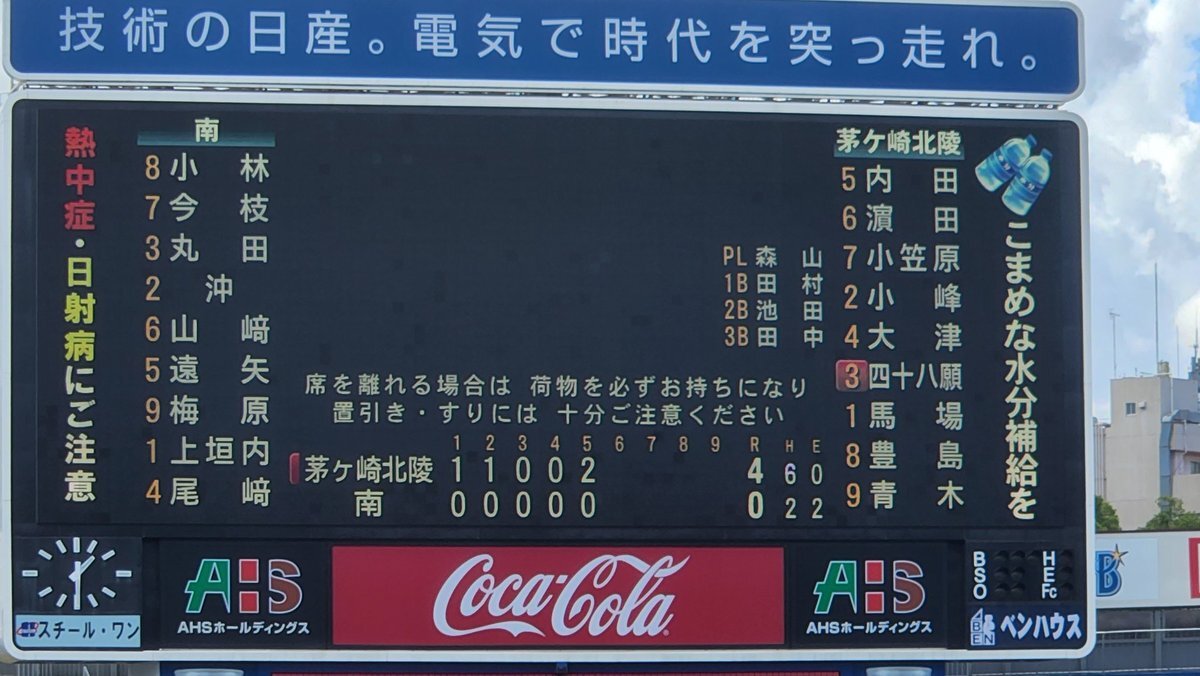 技術の日産。電気で時代を突っ走れ。
熱中症・日射病にご注意
南
8 小林
7 今枝
3 丸田
2 沖
6 山﨑
5 遠矢
9 梅原
1 上垣内
4 尾﨑
PL 森山
1B 田村
2B 池田
3B 田中
茅ケ崎北陵
5 内田
6 濵田
7 小笠原
2 小峰
4 大津
3 四十八願
1 馬場
8 豊島
9 青木
こまめな水分補給を
席を離れる場合は 荷物を必ずお持ちになり
置引き・すりには 十分ご注意ください
1 2 3 4 5 6 7 8 9 R H E
茅ケ崎北陵 1 1 0 0 2 4 6 0
南 0 0 0 0 0 0 2 2
スチール・ワン
AHS
AHSホールディングス
Coca-Cola
AHS
AHSホールディングス
B H
S E
O Fc
BEN ベンハウス
B